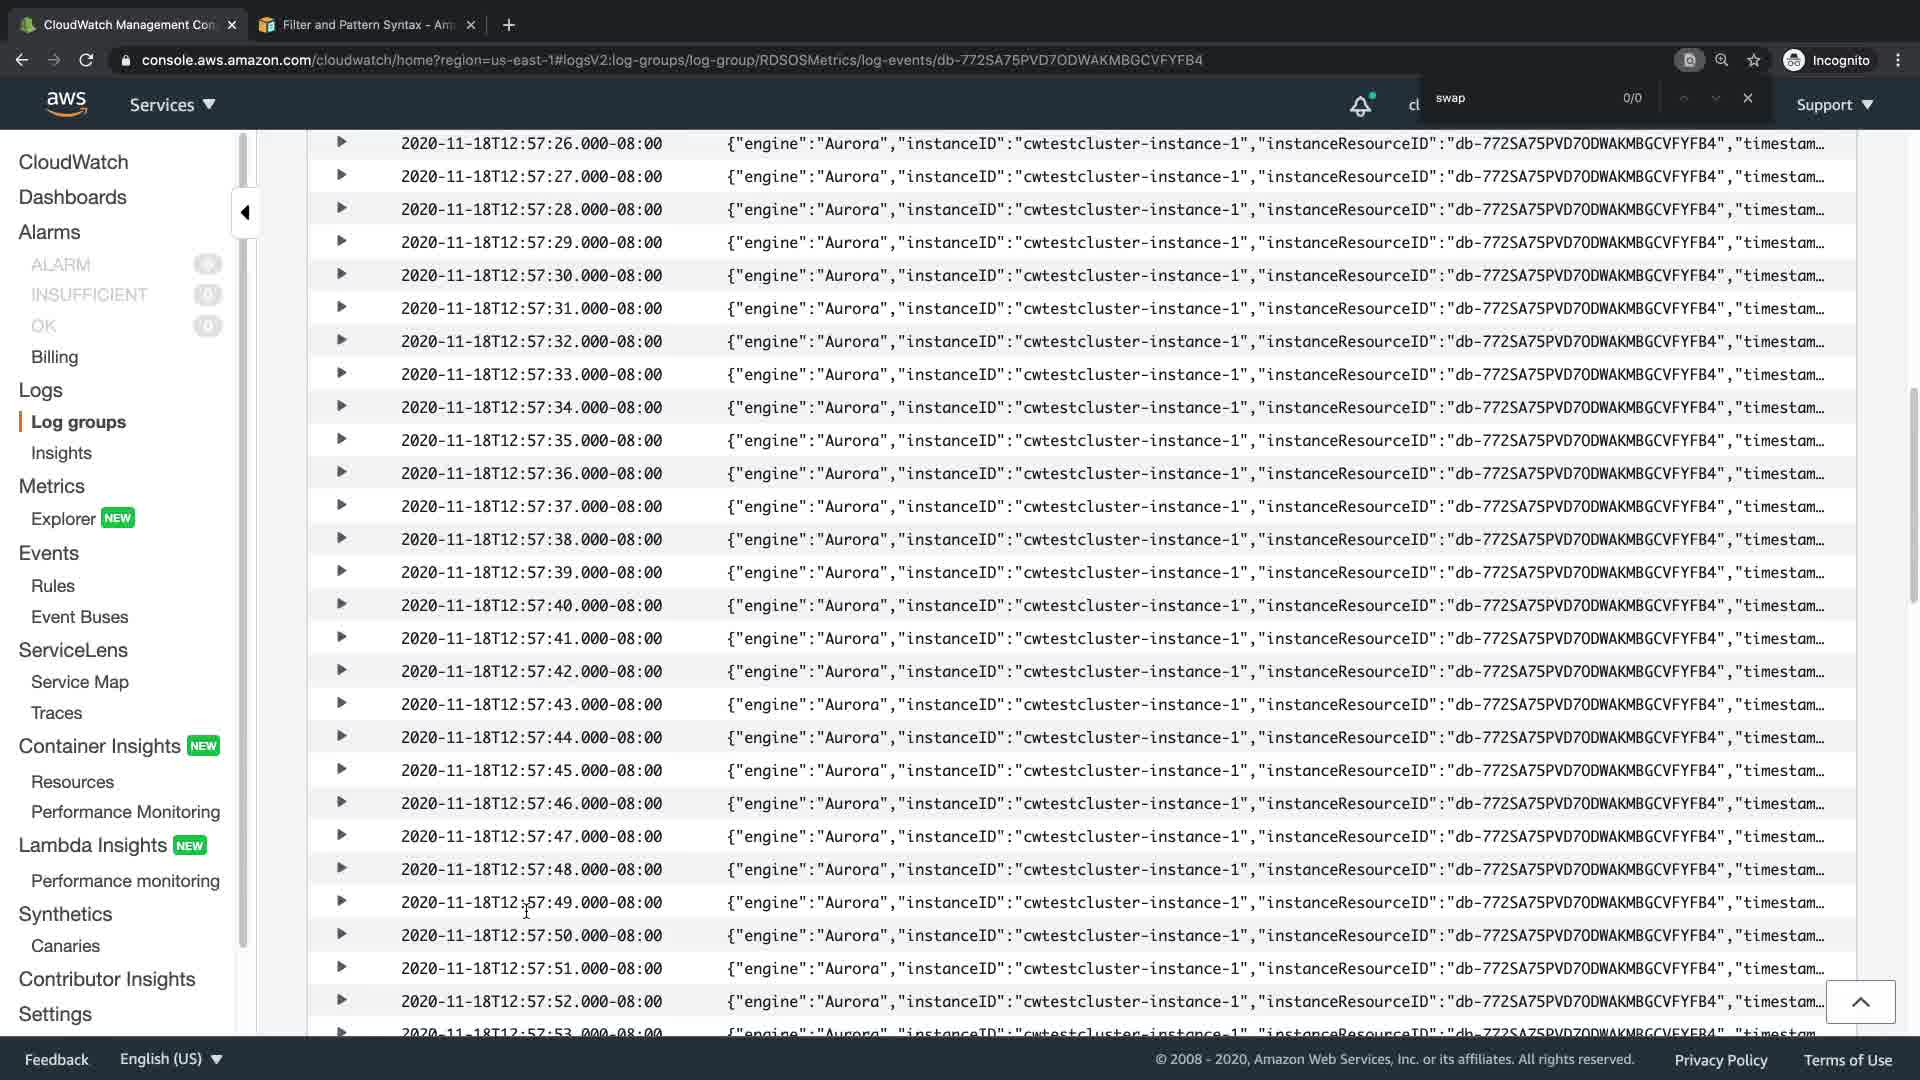 CloudWatch Management Con
Filter and Pattern Syntax - Am
console.aws.amazon.com/cloudwatch/home?region=us-east-1#logsV2:log-groups/log-group/RDSOSMetrics/log-events/db-772SA75PVD7ODWAKMBGCVFYFB4
Incognito
aws
Services
cl
swap
0/0
Support
CloudWatch
Dashboards
Alarms
ALARM 0
INSUFFICIENT 0
OK 0
Billing
Logs
Log groups
Insights
Metrics
Explorer NEW
Events
Rules
Event Buses
ServiceLens
Service Map
Traces
Container Insights NEW
Resources
Performance Monitoring
Lambda Insights NEW
Performance monitoring
Synthetics
Canaries
Contributor Insights
Settings
2020-11-18T12:57:26.000-08:00 {"engine":"Aurora","instanceID":"cwtestcluster-instance-1","instanceResourceID":"db-772SA75PVD7ODWAKMBGCVFYFB4","timestam…
2020-11-18T12:57:27.000-08:00 {"engine":"Aurora","instanceID":"cwtestcluster-instance-1","instanceResourceID":"db-772SA75PVD7ODWAKMBGCVFYFB4","timestam…
2020-11-18T12:57:28.000-08:00 {"engine":"Aurora","instanceID":"cwtestcluster-instance-1","instanceResourceID":"db-772SA75PVD7ODWAKMBGCVFYFB4","timestam…
2020-11-18T12:57:29.000-08:00 {"engine":"Aurora","instanceID":"cwtestcluster-instance-1","instanceResourceID":"db-772SA75PVD7ODWAKMBGCVFYFB4","timestam…
2020-11-18T12:57:30.000-08:00 {"engine":"Aurora","instanceID":"cwtestcluster-instance-1","instanceResourceID":"db-772SA75PVD7ODWAKMBGCVFYFB4","timestam…
2020-11-18T12:57:31.000-08:00 {"engine":"Aurora","instanceID":"cwtestcluster-instance-1","instanceResourceID":"db-772SA75PVD7ODWAKMBGCVFYFB4","timestam…
2020-11-18T12:57:32.000-08:00 {"engine":"Aurora","instanceID":"cwtestcluster-instance-1","instanceResourceID":"db-772SA75PVD7ODWAKMBGCVFYFB4","timestam…
2020-11-18T12:57:33.000-08:00 {"engine":"Aurora","instanceID":"cwtestcluster-instance-1","instanceResourceID":"db-772SA75PVD7ODWAKMBGCVFYFB4","timestam…
2020-11-18T12:57:34.000-08:00 {"engine":"Aurora","instanceID":"cwtestcluster-instance-1","instanceResourceID":"db-772SA75PVD7ODWAKMBGCVFYFB4","timestam…
2020-11-18T12:57:35.000-08:00 {"engine":"Aurora","instanceID":"cwtestcluster-instance-1","instanceResourceID":"db-772SA75PVD7ODWAKMBGCVFYFB4","timestam…
2020-11-18T12:57:36.000-08:00 {"engine":"Aurora","instanceID":"cwtestcluster-instance-1","instanceResourceID":"db-772SA75PVD7ODWAKMBGCVFYFB4","timestam…
2020-11-18T12:57:37.000-08:00 {"engine":"Aurora","instanceID":"cwtestcluster-instance-1","instanceResourceID":"db-772SA75PVD7ODWAKMBGCVFYFB4","timestam…
2020-11-18T12:57:38.000-08:00 {"engine":"Aurora","instanceID":"cwtestcluster-instance-1","instanceResourceID":"db-772SA75PVD7ODWAKMBGCVFYFB4","timestam…
2020-11-18T12:57:39.000-08:00 {"engine":"Aurora","instanceID":"cwtestcluster-instance-1","instanceResourceID":"db-772SA75PVD7ODWAKMBGCVFYFB4","timestam…
2020-11-18T12:57:40.000-08:00 {"engine":"Aurora","instanceID":"cwtestcluster-instance-1","instanceResourceID":"db-772SA75PVD7ODWAKMBGCVFYFB4","timestam…
2020-11-18T12:57:41.000-08:00 {"engine":"Aurora","instanceID":"cwtestcluster-instance-1","instanceResourceID":"db-772SA75PVD7ODWAKMBGCVFYFB4","timestam…
2020-11-18T12:57:42.000-08:00 {"engine":"Aurora","instanceID":"cwtestcluster-instance-1","instanceResourceID":"db-772SA75PVD7ODWAKMBGCVFYFB4","timestam…
2020-11-18T12:57:43.000-08:00 {"engine":"Aurora","instanceID":"cwtestcluster-instance-1","instanceResourceID":"db-772SA75PVD7ODWAKMBGCVFYFB4","timestam…
2020-11-18T12:57:44.000-08:00 {"engine":"Aurora","instanceID":"cwtestcluster-instance-1","instanceResourceID":"db-772SA75PVD7ODWAKMBGCVFYFB4","timestam…
2020-11-18T12:57:45.000-08:00 {"engine":"Aurora","instanceID":"cwtestcluster-instance-1","instanceResourceID":"db-772SA75PVD7ODWAKMBGCVFYFB4","timestam…
2020-11-18T12:57:46.000-08:00 {"engine":"Aurora","instanceID":"cwtestcluster-instance-1","instanceResourceID":"db-772SA75PVD7ODWAKMBGCVFYFB4","timestam…
2020-11-18T12:57:47.000-08:00 {"engine":"Aurora","instanceID":"cwtestcluster-instance-1","instanceResourceID":"db-772SA75PVD7ODWAKMBGCVFYFB4","timestam…
2020-11-18T12:57:48.000-08:00 {"engine":"Aurora","instanceID":"cwtestcluster-instance-1","instanceResourceID":"db-772SA75PVD7ODWAKMBGCVFYFB4","timestam…
2020-11-18T12:57:49.000-08:00 {"engine":"Aurora","instanceID":"cwtestcluster-instance-1","instanceResourceID":"db-772SA75PVD7ODWAKMBGCVFYFB4","timestam…
2020-11-18T12:57:50.000-08:00 {"engine":"Aurora","instanceID":"cwtestcluster-instance-1","instanceResourceID":"db-772SA75PVD7ODWAKMBGCVFYFB4","timestam…
2020-11-18T12:57:51.000-08:00 {"engine":"Aurora","instanceID":"cwtestcluster-instance-1","instanceResourceID":"db-772SA75PVD7ODWAKMBGCVFYFB4","timestam…
2020-11-18T12:57:52.000-08:00 {"engine":"Aurora","instanceID":"cwtestcluster-instance-1","instanceResourceID":"db-772SA75PVD7ODWAKMBGCVFYFB4","timestam…
2020-11-18T12:57:53.000-08:00 {"engine":"Aurora","instanceID":"cwtestcluster-instance-1","instanceResourceID":"db-772SA75PVD7ODWAKMBGCVFYFB4","timestam…
Feedback
English (US)
© 2008 - 2020, Amazon Web Services, Inc. or its affiliates. All rights reserved.
Privacy Policy
Terms of Use